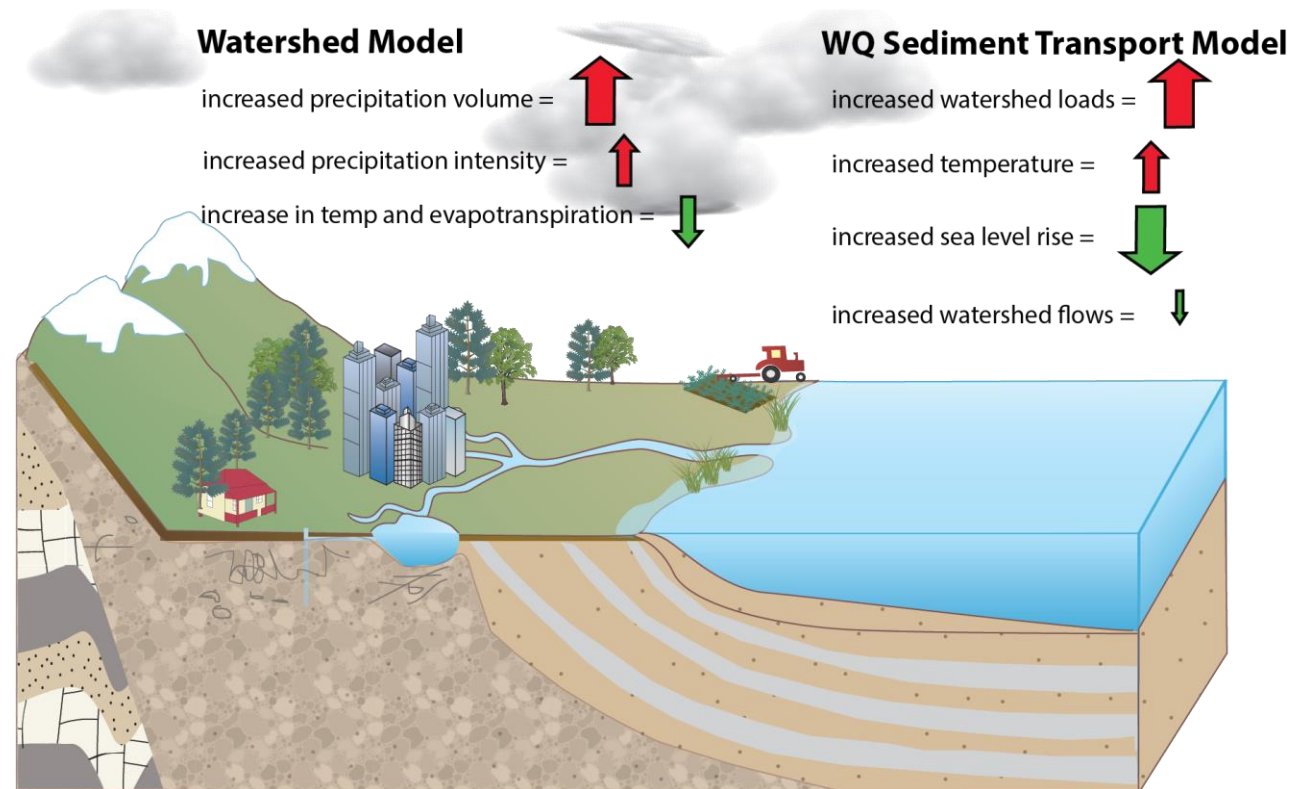 Watershed Model
increased precipitation volume =
increased precipitation intensity =
increase in temp and evapotranspiration =
WQ Sediment Transport Model
increased watershed loads =
increased temperature =
increased sea level rise =
increased watershed flows =